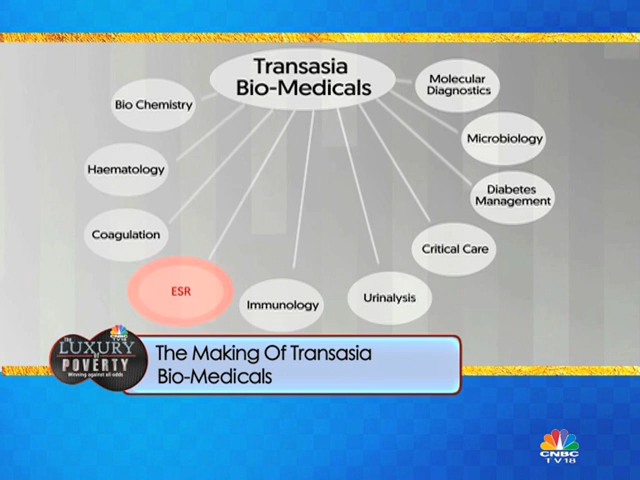 Transasia
Bio-Medicals
Molecular
Diagnostics
Bio Chemistry
Microbiology
Haematology
Diabetes
Management
Coagulation
Critical Care
ESR
Immunology
Urinalysis
The
LUXURY
of
POVERTY
Winning against all odds
The Making Of Transasia
Bio-Medicals
CNBC
TV18